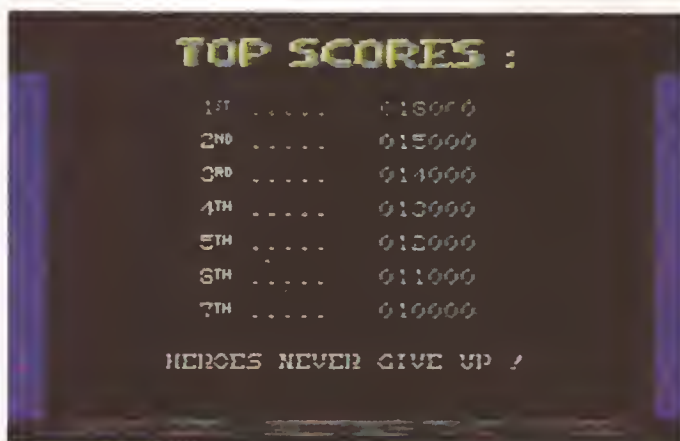 TOP SCORES :
1ST ..... 016000
2ND ..... 015000
3RD ..... 014000
4TH ..... 013000
5TH ..... 012000
6TH ..... 011000
7TH ..... 010000
HEROES NEVER GIVE UP !